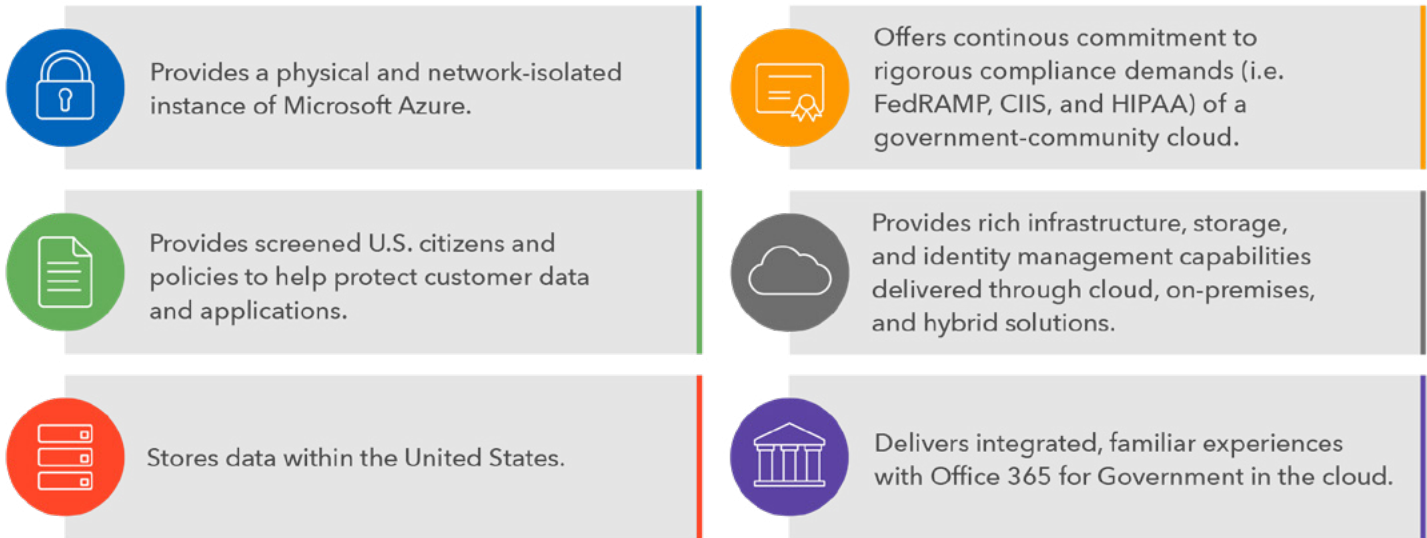 Provides a physical and network-isolated
instance of Microsoft Azure.
Provides screened U.S. citizens and
policies to help protect customer data
and applications.
Stores data within the United States.
Offers continous commitment to
rigorous compliance demands (i.e.
FedRAMP, CIIS, and HIPAA) of a
government-community cloud.
Provides rich infrastructure, storage,
and identity management capabilities
delivered through cloud, on-premises,
and hybrid solutions.
Delivers integrated, familiar experiences
with Office 365 for Government in the cloud.